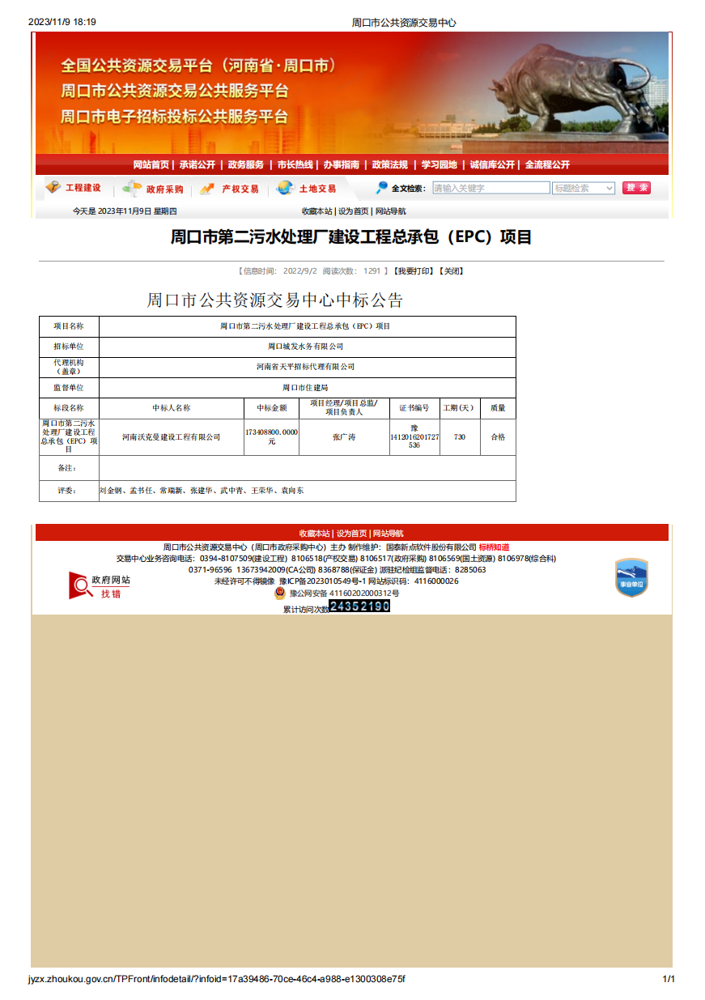 2023/11/9 18:19 周口市公共资源交易中心
全国公共资源交易平台（河南省·周口市）
周口市公共资源交易公共服务平台
周口市电子招标投标公共服务平台
网站首页 | 承诺公开 | 政务服务 | 市长热线 | 办事指南 | 政策法规 | 学习园地 | 诚信库公开 | 全流程公开
工程建设 政府采购 产权交易 土地交易 全文检索： 请输入关键字 标题检索 搜 索
今天是 2023年11月9日 星期四 收藏本站 | 设为首页 | 网站导航
周口市第二污水处理厂建设工程总承包（EPC）项目
【信息时间： 2022/9/2 阅读次数： 1291 】【我要打印】【关闭】
周口市公共资源交易中心中标公告
项目名称 周口市第二污水处理厂建设工程总承包（EPC）项目
招标单位 周口城发水务有限公司
代理机构
（盖章） 河南省天平招标代理有限公司
监督单位 周口市住建局
标段名称 中标人名称 中标金额 项目经理/项目总监/
项目负责人 证书编号 工期(天) 质量
周口市第二污水
处理厂建设工程
总承包（EPC）项
目 河南沃克曼建设工程有限公司 173408800.0000
元 张广涛 豫
1412016201727
536 730 合格
备注：
评委： 刘金钢、孟书任、常瑞新、张建华、武中青、王荣华、袁向东
收藏本站 | 设为首页 | 网站导航
周口市公共资源交易中心（周口市政府采购中心）主办 制作维护：国泰新点软件股份有限公司 标桥知道
交易中心业务咨询电话：0394-8107509(建设工程) 8106518(产权交易) 8106517(政府采购) 8106569(国土资源) 8106978(综合科)
0371-96596 13673942009(CA公司) 8368788(保证金) 派驻纪检组监督电话：8285063
未经许可不得镜像 豫ICP备2023010549号-1 网站标识码：4116000026
豫公网安备 41160202000312号
累计访问次数24352190
政府网站
找错
事业单位
jyzx.zhoukou.gov.cn/TPFront/infodetail/?infoid=17a39486-70ce-46c4-a988-e1300308e75f 1/1